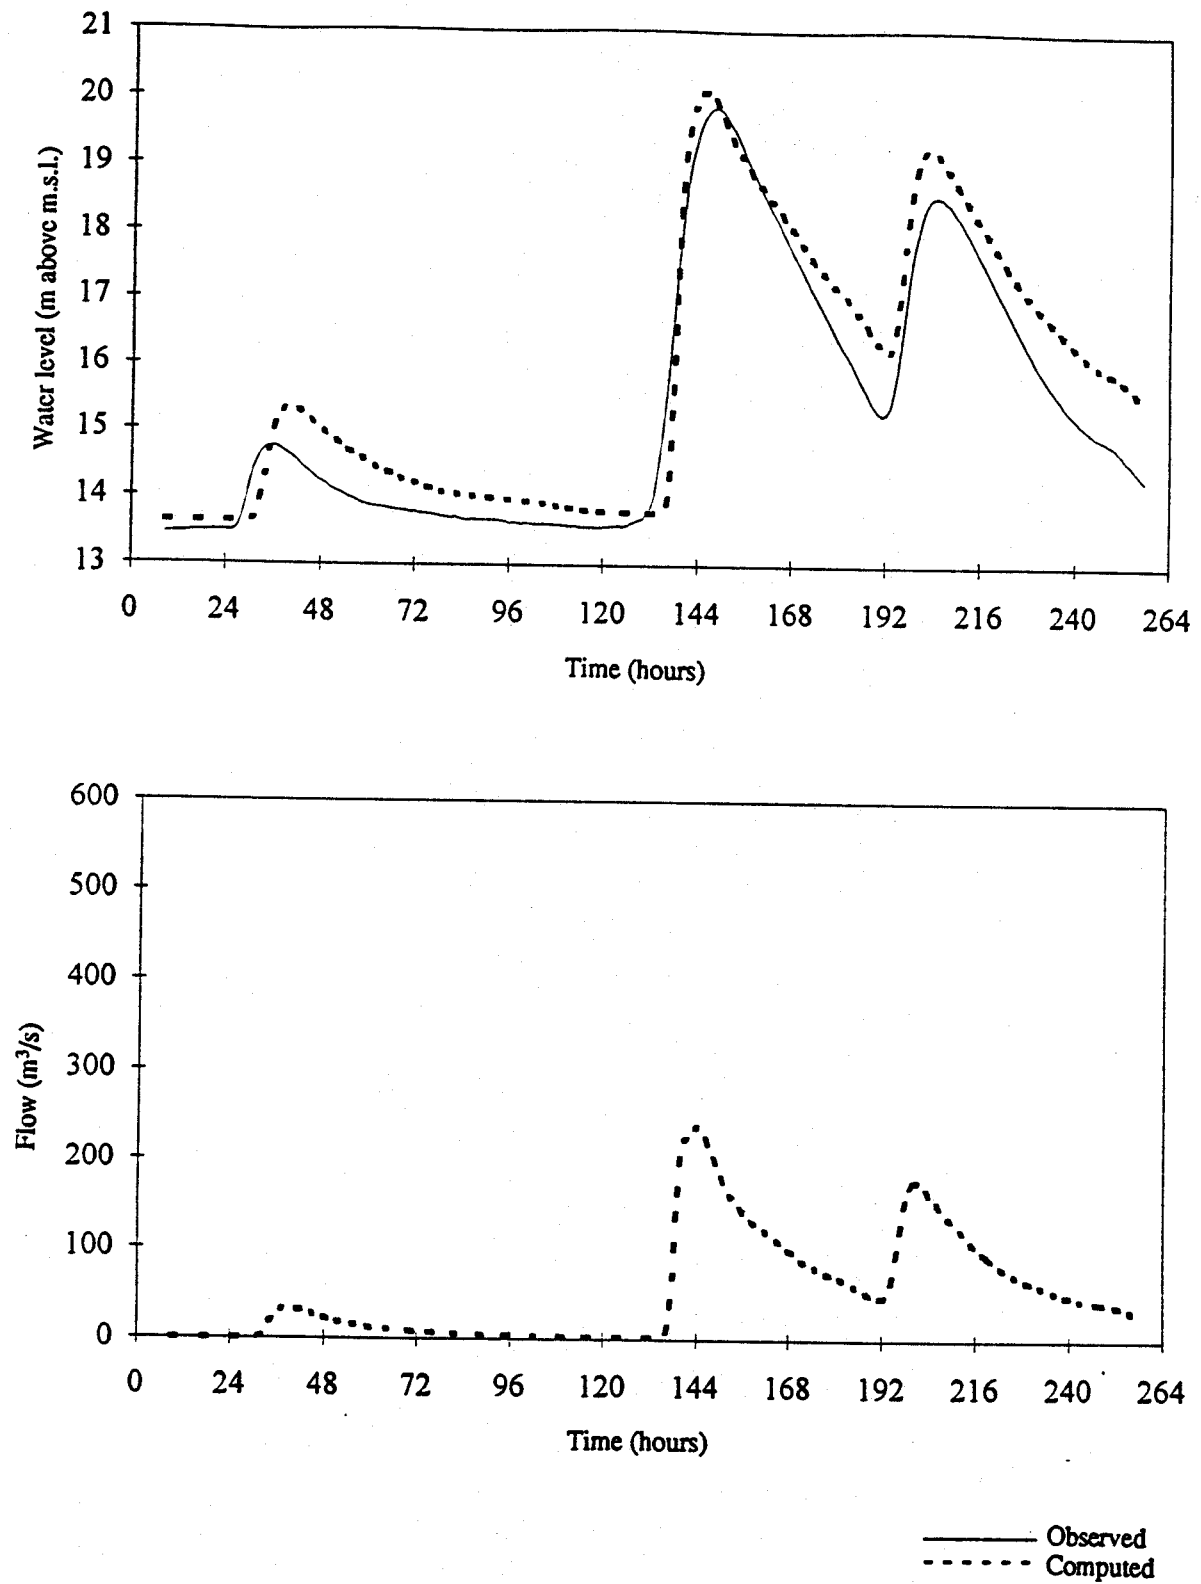 21
20
19
18
17
16
15
14
13
Water level (m above m.s.l.)
0 24 48 72 96 120 144 168 192 216 240 264
Time (hours)
600
500
400
300
200
100
0
Flow (m³/s)
0 24 48 72 96 120 144 168 192 216 240 264
Time (hours)
Observed
Computed